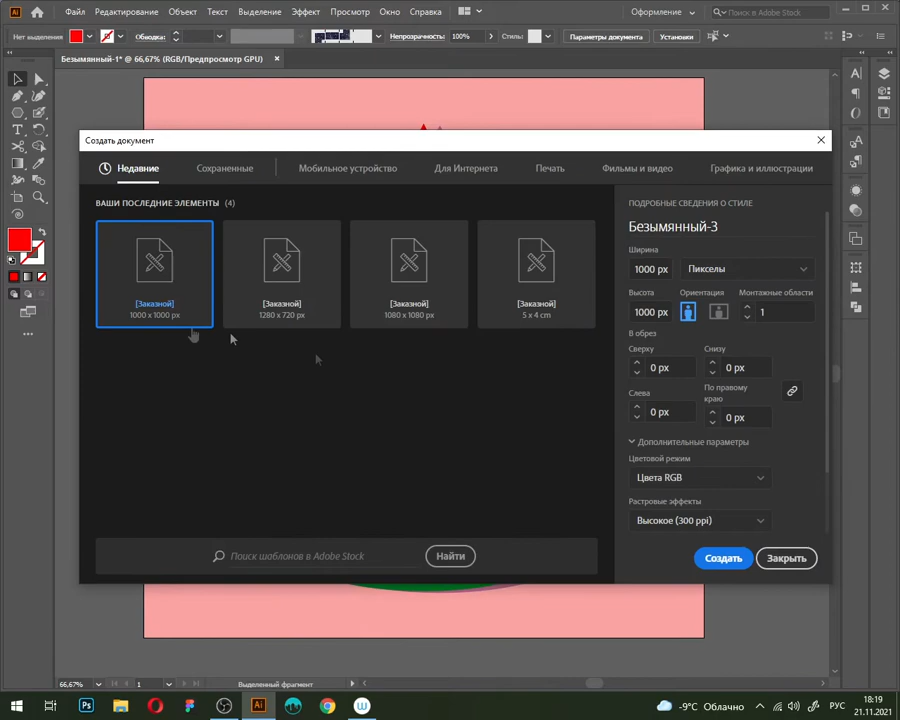 Файл Редактирование Объект Текст Выделение Эффект Просмотр Окно Справка
Оформление
Поиск в Adobe Stock
Нет выделения
Обводка:
Непрозрачность: 100%
Стиль:
Параметры документа
Установки
Безымянный-1* @ 66,67% (RGB/Предпросмотр GPU) ×
Создать документ
Недавние
Сохраненные
Мобильное устройство
Для Интернета
Печать
Фильмы и видео
Графика и иллюстрации
ВАШИ ПОСЛЕДНИЕ ЭЛЕМЕНТЫ (4)
[Заказной]
1000 x 1000 px
[Заказной]
1280 x 720 px
[Заказной]
1080 x 1080 px
[Заказной]
5 x 4 cm
ПОДРОБНЫЕ СВЕДЕНИЯ О СТИЛЕ
Безымянный-3
Ширина
1000 px Пикселы
Высота Ориентация Монтажные области
1000 px 1
В обрез
Сверху Снизу
0 px 0 px
Слева По правому краю
0 px 0 px
Дополнительные параметры
Цветовой режим
Цвета RGB
Растровые эффекты
Высокое (300 ppi)
Поиск шаблонов в Adobe Stock
Найти
Создать
Закрыть
66,67%
1
Выделенный фрагмент
-9°C Облачно
РУС
18:19
21.11.2021